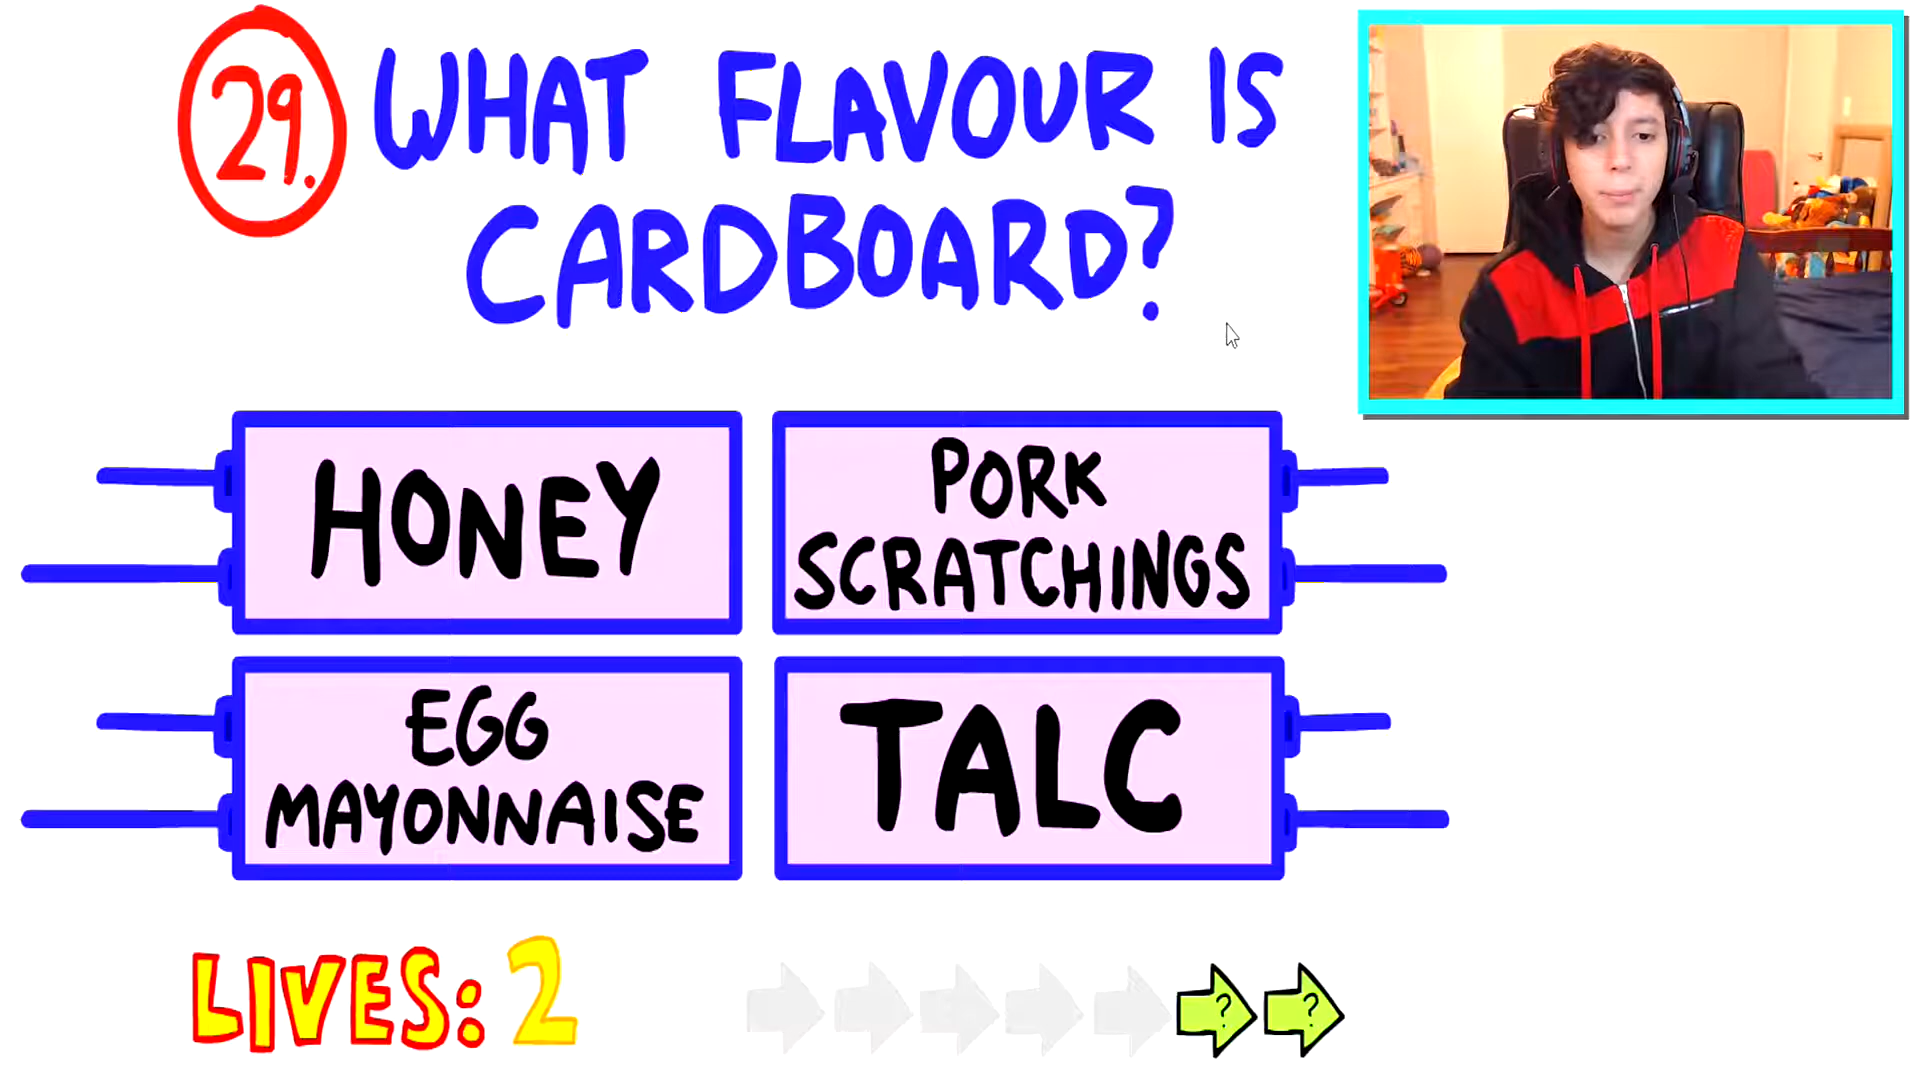 29. WHAT FLAVOUR IS
CARDBOARD?
HONEY
PORK
SCRATCHINGS
EGG
MAYONNAISE
TALC
LIVES: 2
? ?